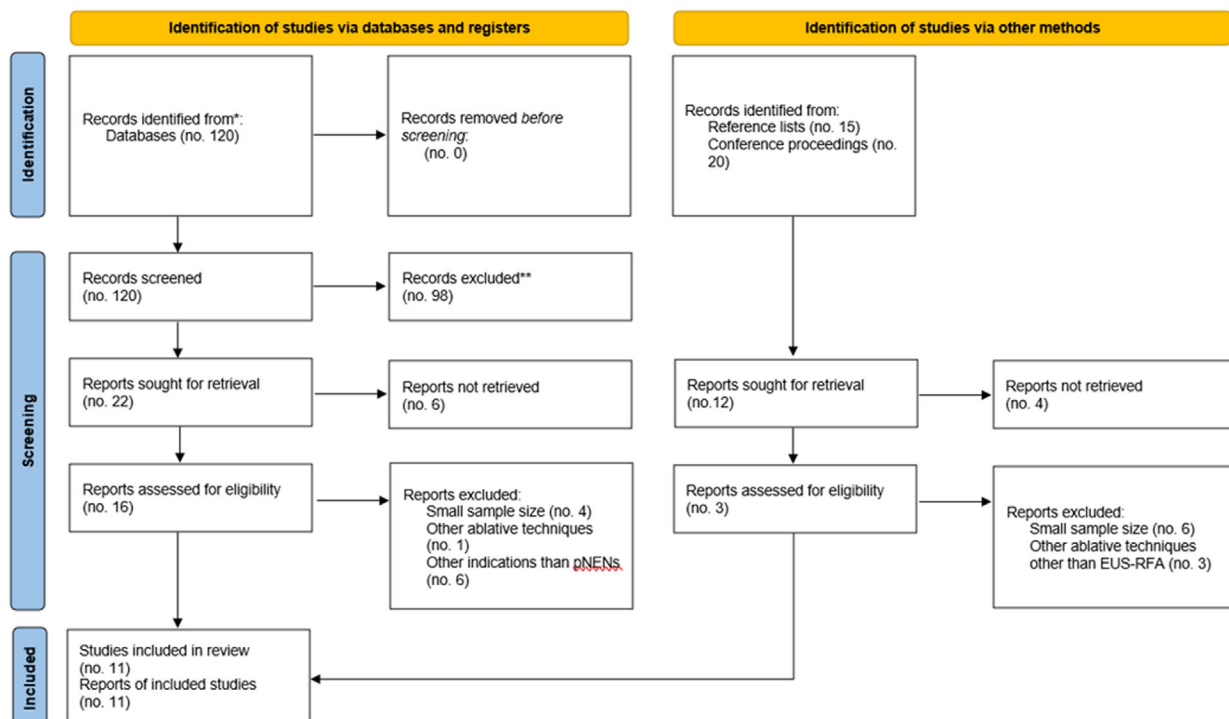 Identification of studies via databases and registers
Identification of studies via other methods
Identification
Records identified from*:
Databases (no. 120)
Records removed before
screening:
(no. 0)
Records identified from:
Reference lists (no. 15)
Conference proceedings (no.
20)
Screening
Records screened
(no. 120)
Records excluded**
(no. 98)
Reports sought for retrieval
(no. 22)
Reports not retrieved
(no. 6)
Reports sought for retrieval
(no.12)
Reports not retrieved
(no. 4)
Reports assessed for eligibility
(no. 16)
Reports excluded:
Small sample size (no. 4)
Other ablative techniques
(no. 1)
Other indications than pNENs
(no. 6)
Reports assessed for eligibility
(no. 3)
Reports excluded:
Small sample size (no. 6)
Other ablative techniques
other than EUS-RFA (no. 3)
Included
Studies included in review
(no. 11)
Reports of included studies
(no. 11)